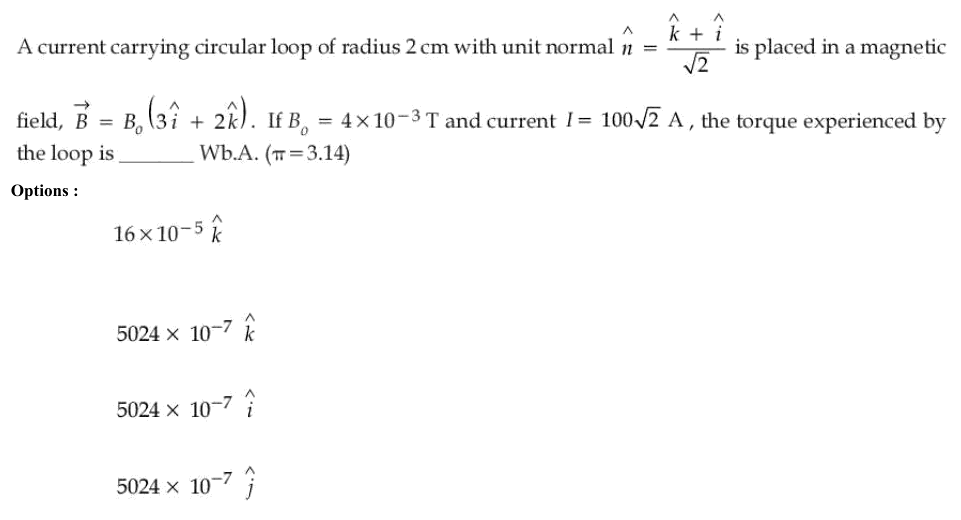 A current carrying circular loop of radius 2 cm with unit normal n̂ = (k̂ + î)/√2 is placed in a magnetic
field, B⃗ = B₀(3î + 2k̂). If B₀ = 4×10⁻³ T and current I = 100√2 A, the torque experienced by
the loop is ________ Wb.A. (π=3.14)
Options :
16×10⁻⁵ k̂
5024 × 10⁻⁷ k̂
5024 × 10⁻⁷ î
5024 × 10⁻⁷ ĵ